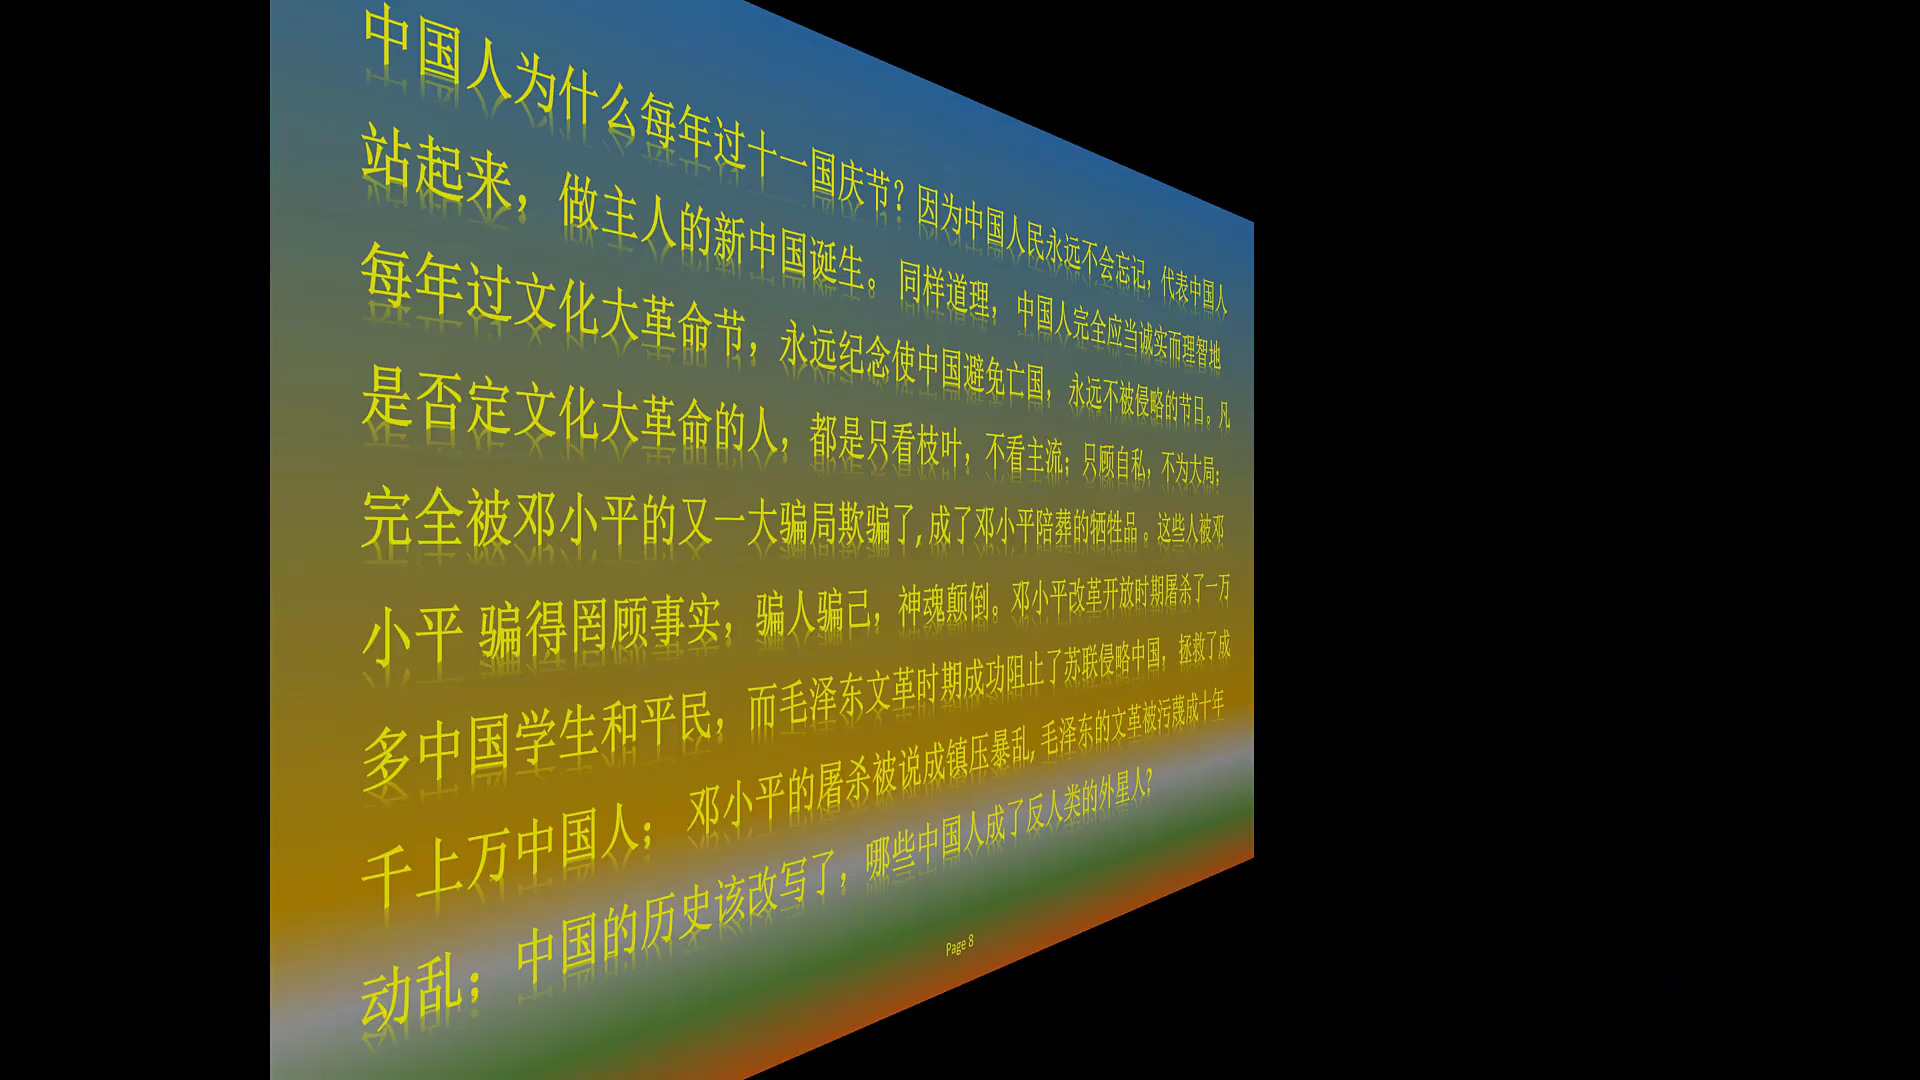 中国人为什么每年过十一国庆节？因为中国人民永远不会忘记，代表中国人
站起来，做主人的新中国诞生。同样道理，中国人完全应当诚实而理智地
每年过文化大革命节，永远纪念使中国避免亡国，永远不被侵略的节日。凡
是否定文化大革命的人，都是只看枝叶，不看主流；只顾自私，不为大局；
完全被邓小平的又一大骗局欺骗了,成了邓小平陪葬的牺牲品。这些人被邓
小平 骗得罔顾事实，骗人骗己，神魂颠倒。邓小平改革开放时期屠杀了一万
多中国学生和平民，而毛泽东文革时期成功阻止了苏联侵略中国，拯救了成
千上万中国人； 邓小平的屠杀被说成镇压暴乱,毛泽东的文革被污蔑成十年
动乱；中国的历史该改写了，哪些中国人成了反人类的外星人?
Page 8